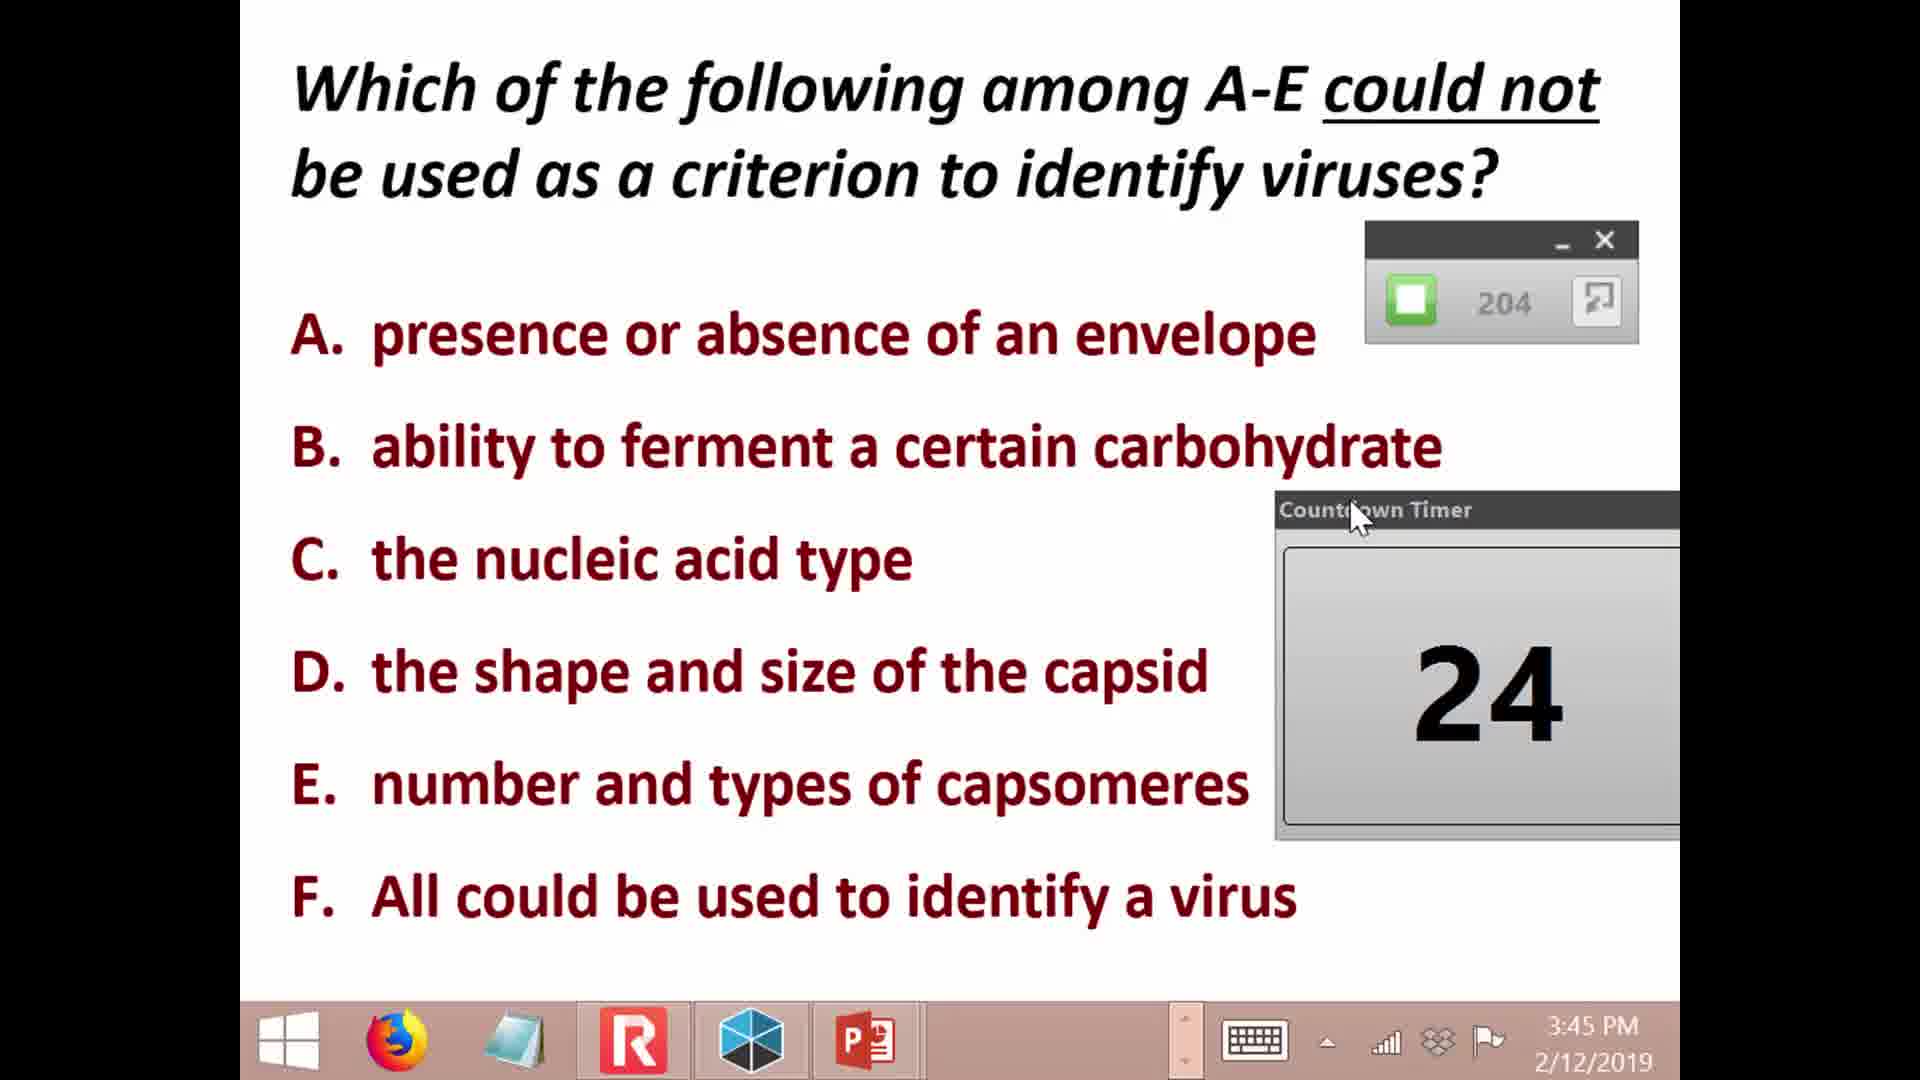 Which of the following among A-E could not
be used as a criterion to identify viruses?
204
A. presence or absence of an envelope
B. ability to ferment a certain carbohydrate
Countdown Timer
C. the nucleic acid type
24
D. the shape and size of the capsid
E. number and types of capsomeres
F. All could be used to identify a virus
3:45 PM
2/12/2019